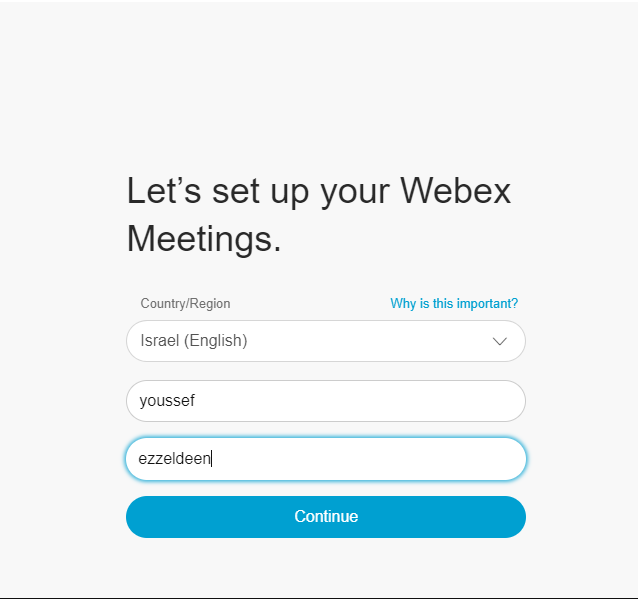 Let’s set up your Webex
Meetings.
Country/Region Why is this important?
Israel (English)
youssef
ezzeldeen
Continue